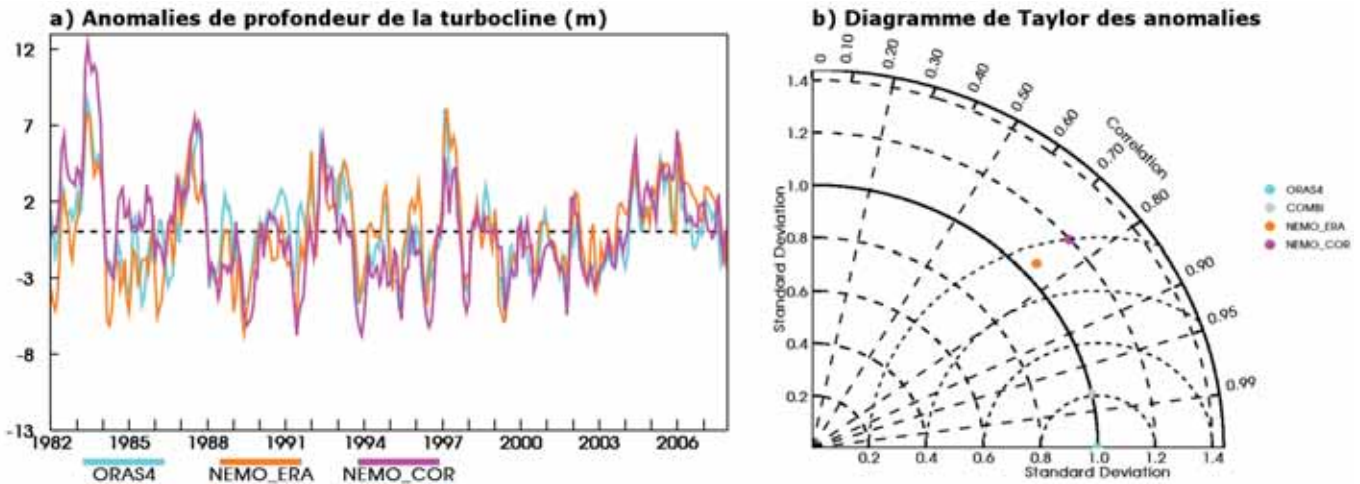 a) Anomalies de profondeur de la turbocline (m)
12
7
2
-3
-8
-13
1982 1985 1988 1991 1994 1997 2000 2003 2006
ORAS4 NEMO_ERA NEMO_COR
b) Diagramme de Taylor des anomalies
0 0.10 0.20 0.30 0.40 0.50 0.60 0.70 0.80 0.90 0.95 0.99
Correlation
1.4
1.2
1.0
0.8
0.6
0.4
0.2
Standard Deviation
0.2 0.4 0.6 0.8 1.0 1.2 1.4
Standard Deviation
ORAS4
COMBI
NEMO_ERA
NEMO_COR